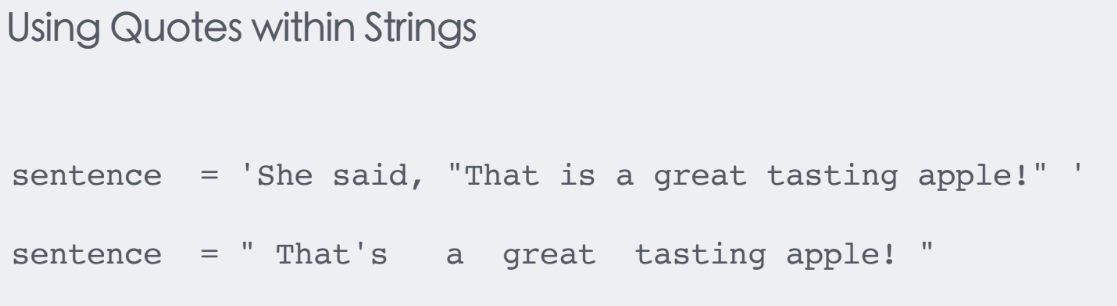 Using Quotes within Strings
sentence  = 'She said, "That is a great tasting apple!" '
sentence  = " That's   a  great  tasting apple! "